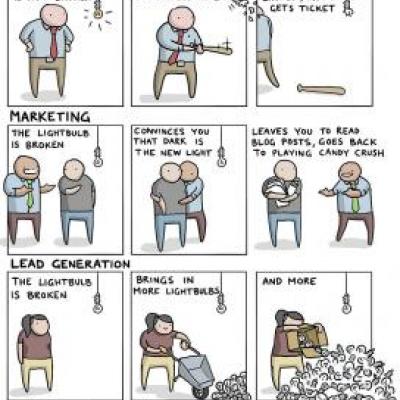 GETS TICKET
MARKETING
THE LIGHTBULB
IS BROKEN
CONVINCES YOU
THAT DARK IS
THE NEW LIGHT
LEAVES YOU TO READ
BLOG POSTS, GOES BACK
TO PLAYING CANDY CRUSH
LEAD GENERATION
THE LIGHTBULB
IS BROKEN
BRINGS IN
MORE LIGHTBULBS
AND MORE